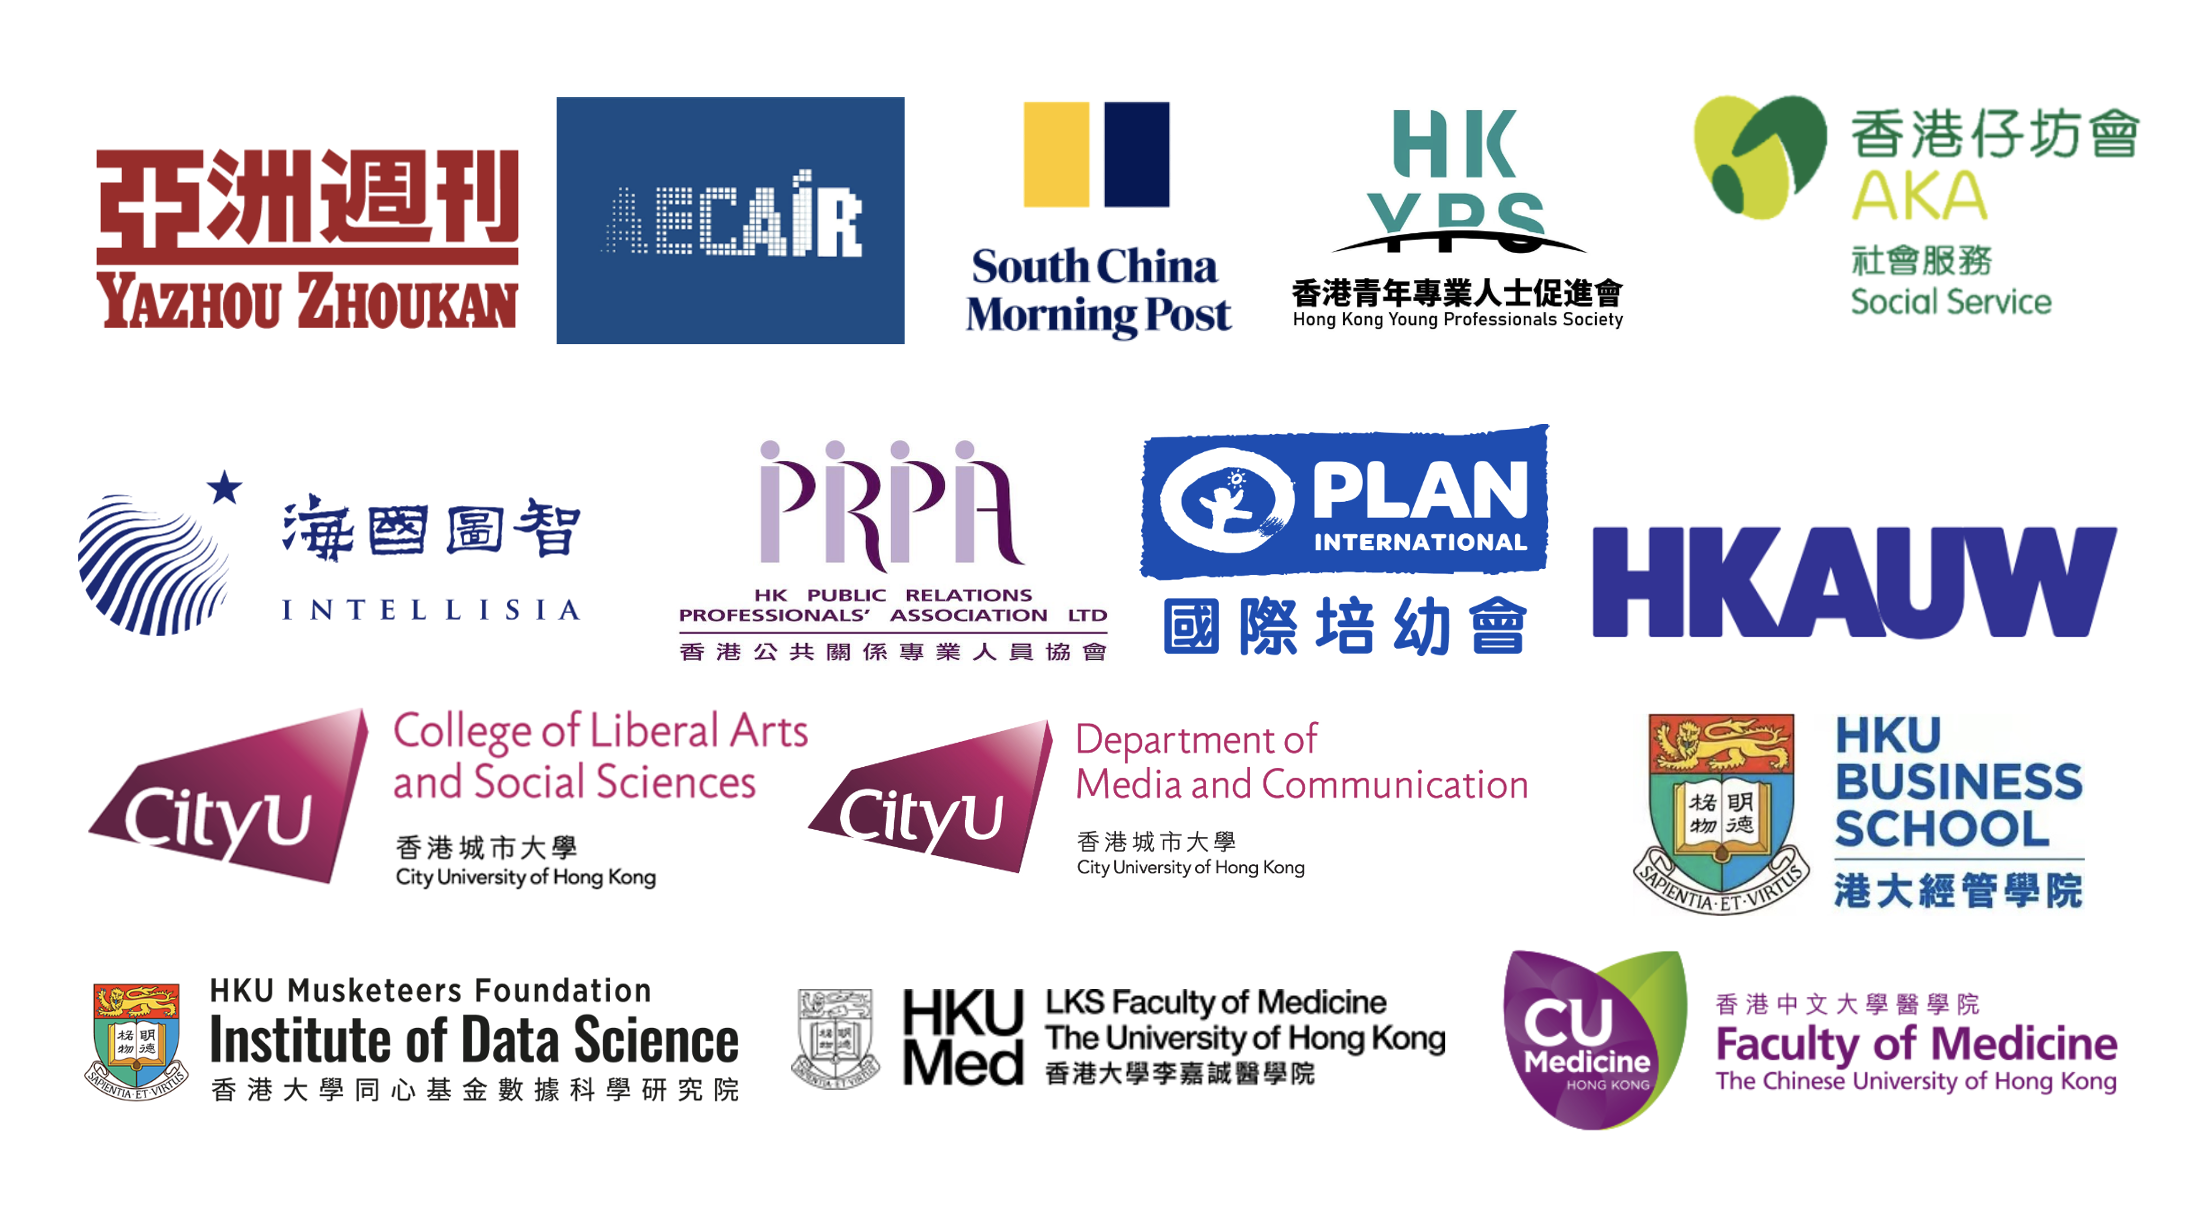 亞洲週刊
YAZHOU ZHOUKAN
AECAIR
South China
Morning Post
HK
YPS
香港青年專業人士促進會
Hong Kong Young Professionals Society
香港仔坊會
AKA
社會服務
Social Service
海國圖智
INTELLISIA
PRPA
HK PUBLIC RELATIONS
PROFESSIONALS' ASSOCIATION LTD
香港公共關係專業人員協會
PLAN
INTERNATIONAL
國際培幼會
HKAUW
CityU
College of Liberal Arts
and Social Sciences
香港城市大學
City University of Hong Kong
CityU
Department of
Media and Communication
香港城市大學
City University of Hong Kong
明德
格物
SAPIENTIA·ET·VIRTUS
HKU
BUSINESS
SCHOOL
港大經管學院
明德
格物
SAPIENTIA·ET·VIRTUS
HKU Musketeers Foundation
Institute of Data Science
香港大學同心基金數據科學研究院
明德
格物
SAPIENTIA·ET·VIRTUS
HKU
Med
LKS Faculty of Medicine
The University of Hong Kong
香港大學李嘉誠醫學院
CU
Medicine
HONG KONG
香港中文大學醫學院
Faculty of Medicine
The Chinese University of Hong Kong